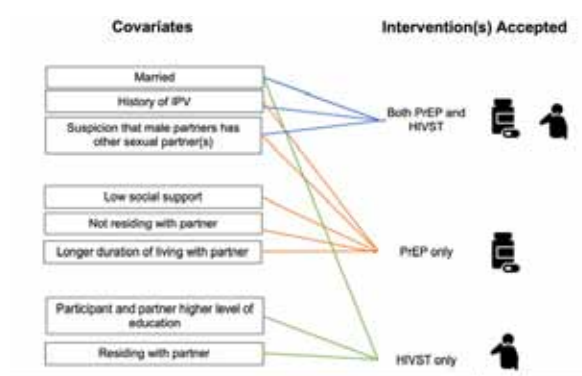 Covariates
Intervention(s) Accepted
Married
History of IPV
Suspicion that male partners has
other sexual partner(s)
Both PrEP and
HIVST
Low social support
Not residing with partner
Longer duration of living with partner
PrEP only
Participant and partner higher level of
education
Residing with partner
HIVST only